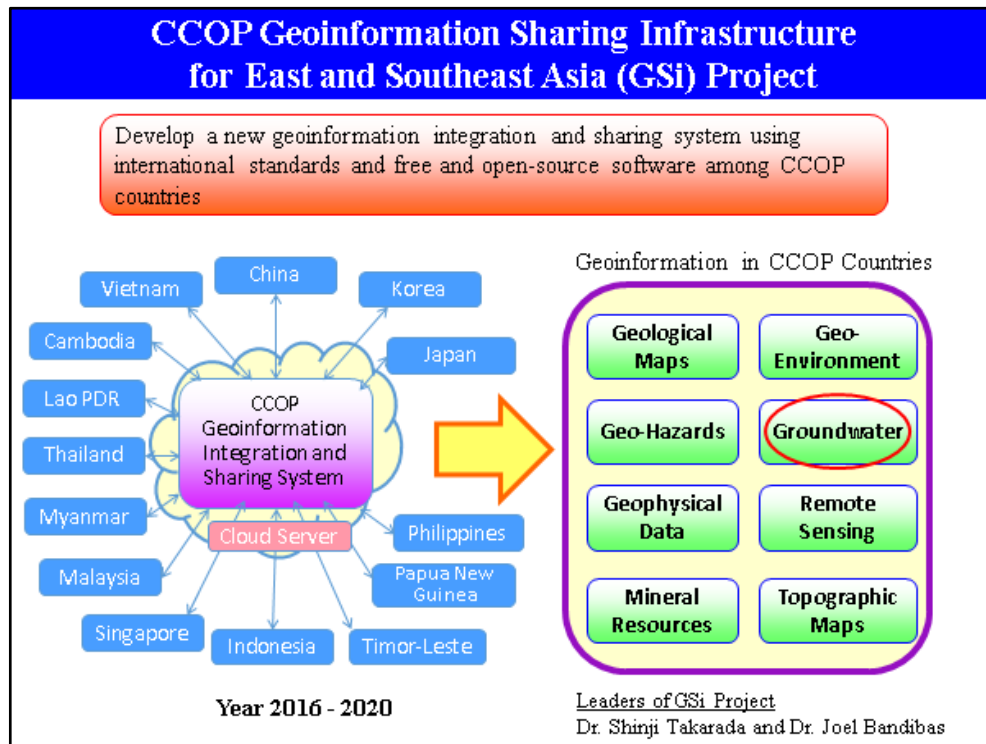 CCOP Geoinformation Sharing Infrastructure
for East and Southeast Asia (GSi) Project
Develop a new geoinformation integration and sharing system using
international standards and free and open-source software among CCOP
countries
China
Vietnam
Korea
Cambodia
Japan
Lao PDR
Thailand
Myanmar
Malaysia
Singapore
Indonesia
Timor-Leste
Papua New
Guinea
Philippines
CCOP
Geoinformation
Integration and
Sharing System
Cloud Server
Year 2016 - 2020
Geoinformation in CCOP Countries
Geological
Maps
Geo-
Environment
Geo-Hazards
Groundwater
Geophysical
Data
Remote
Sensing
Mineral
Resources
Topographic
Maps
Leaders of GSi Project
Dr. Shinji Takarada and Dr. Joel Bandibas